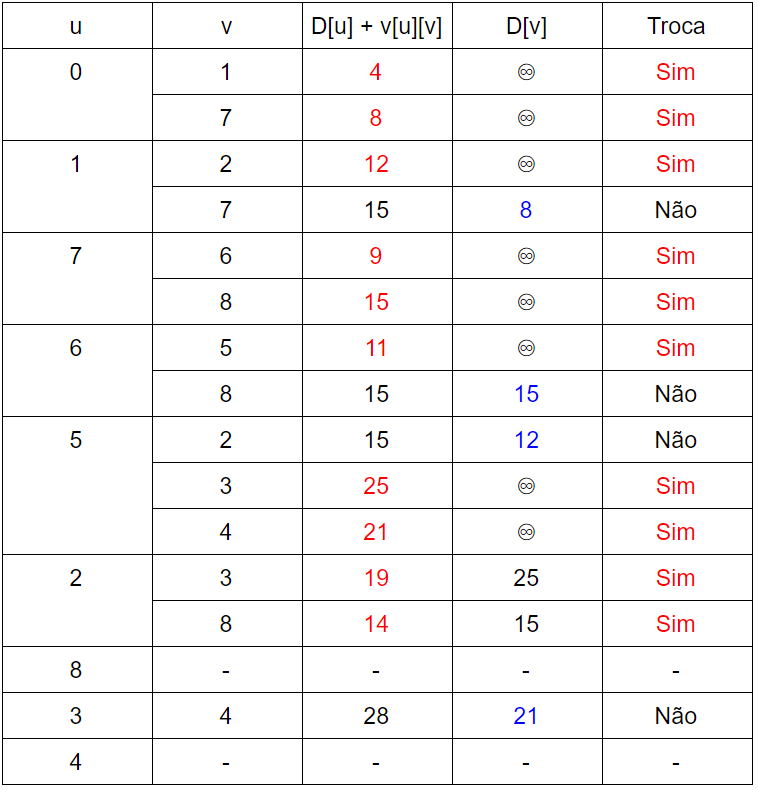 u v D[u] + v[u][v] D[v] Troca
0 1 4 ♾ Sim
7 8 ♾ Sim
1 2 12 ♾ Sim
7 15 8 Não
7 6 9 ♾ Sim
8 15 ♾ Sim
6 5 11 ♾ Sim
8 15 15 Não
5 2 15 12 Não
3 25 ♾ Sim
4 21 ♾ Sim
2 3 19 25 Sim
8 14 15 Sim
8 - - - -
3 4 28 21 Não
4 - - - -